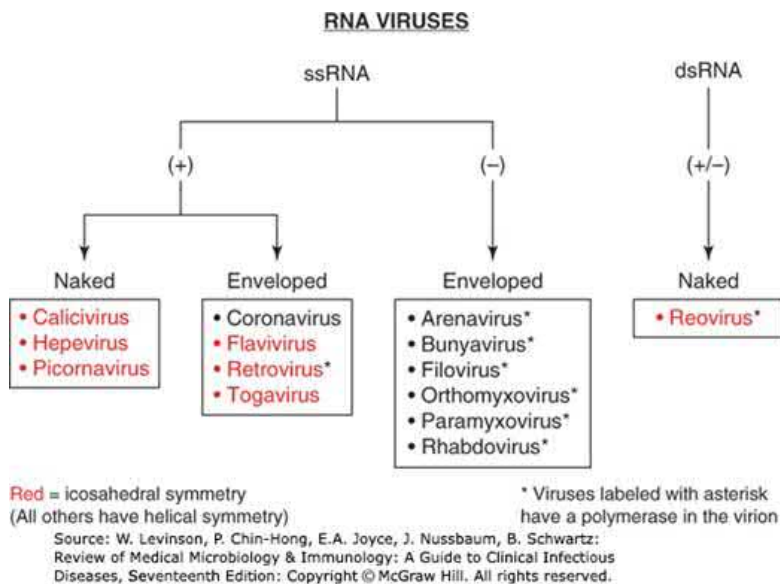 RNA VIRUSES
ssRNA
dsRNA
(+)
(–)
(+/–)
Naked
Enveloped
Enveloped
Naked
• Calicivirus
• Hepevirus
• Picornavirus
• Coronavirus
• Flavivirus
• Retrovirus*
• Togavirus
• Arenavirus*
• Bunyavirus*
• Filovirus*
• Orthomyxovirus*
• Paramyxovirus*
• Rhabdovirus*
• Reovirus*
Red = icosahedral symmetry
(All others have helical symmetry)
* Viruses labeled with asterisk
have a polymerase in the virion
Source: W. Levinson, P. Chin-Hong, E.A. Joyce, J. Nussbaum, B. Schwartz:
Review of Medical Microbiology & Immunology: A Guide to Clinical Infectious
Diseases, Seventeenth Edition: Copyright © McGraw Hill. All rights reserved.